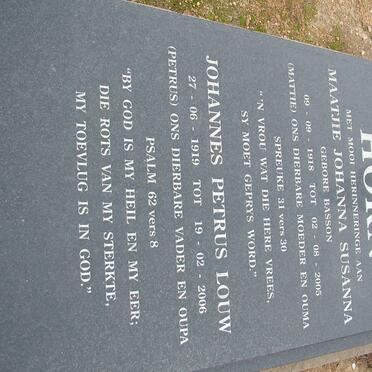 HORN
MET MOOI HERINNERINGE AAN
MAATJIE JOHANNA SUSANNA
GEBORE BASSON
09 - 09 - 1918 TOT 02 - 08 - 2005
(MATTIE) ONS DIERBARE MOEDER EN OUMA
SPREUKE 31 vers 30
"'N VROU WAT DIE HERE VREES,
SY MOET GEPRYS WORD."
JOHANNES PETRUS LOUW
27 - 06 - 1919 TOT 19 - 02 - 2006
(PETRUS) ONS DIERBARE VADER EN OUPA
PSALM 62 vers 8
"BY GOD IS MY HEIL EN MY EER;
DIE ROTS VAN MY STERKTE,
MY TOEVLUG IS IN GOD."